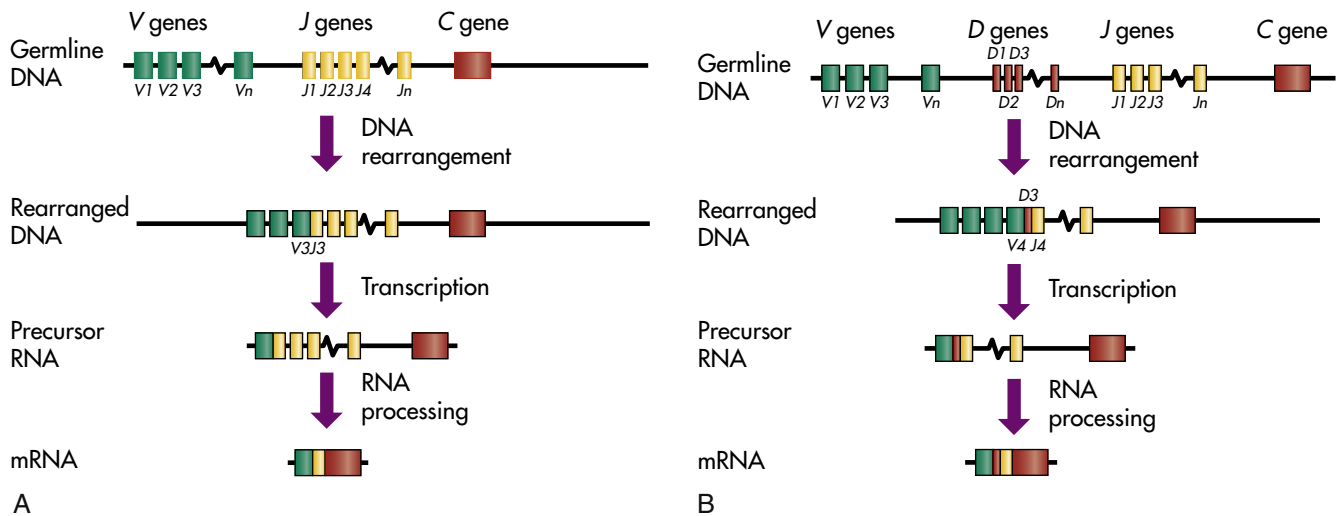 V genes J genes C gene
Germline
DNA
V1 V2 V3 Vn J1 J2 J3 J4 Jn
DNA
rearrangement
Rearranged
DNA
V3J3
Transcription
Precursor
RNA
RNA
processing
mRNA
A
V genes D genes J genes C gene
D1 D3
Germline
DNA
V1 V2 V3 Vn D2 Dn J1 J2 J3 Jn
DNA
rearrangement
D3
Rearranged
DNA
V4 J4
Transcription
Precursor
RNA
RNA
processing
mRNA
B